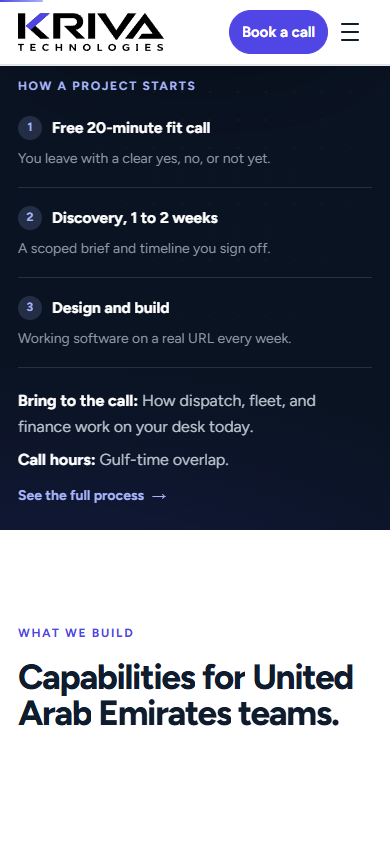 KRIVA
TECHNOLOGIES
Book a call
HOW A PROJECT STARTS
1 Free 20-minute fit call
You leave with a clear yes, no, or not yet.
2 Discovery, 1 to 2 weeks
A scoped brief and timeline you sign off.
3 Design and build
Working software on a real URL every week.
Bring to the call: How dispatch, fleet, and
finance work on your desk today.
Call hours: Gulf-time overlap.
See the full process →
WHAT WE BUILD
Capabilities for United
Arab Emirates teams.